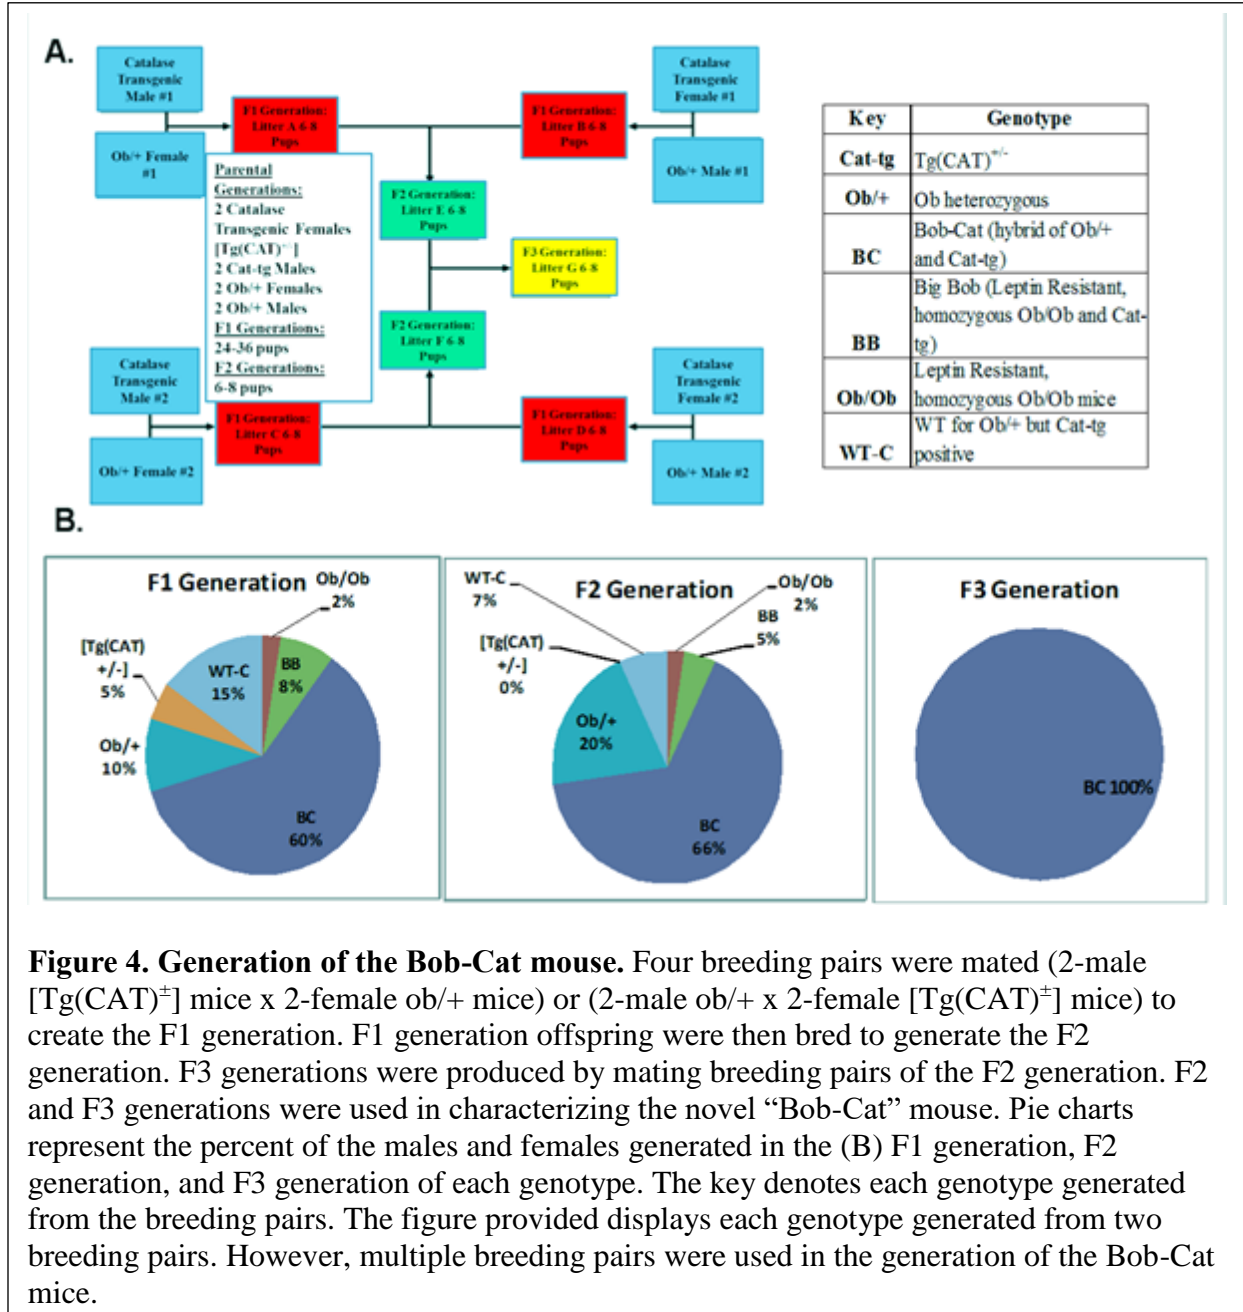 A.
Catalase
Transgenic
Male #1
Ob/+ Female
#1
F1 Generation:
Litter A 6-8
Pups
F1 Generation:
Litter B 6-8
Pups
Catalase
Transgenic
Female #1
Ob/+ Male #1
Parental
Generations:
2 Catalase
Transgenic Females
[Tg(CAT)+/-]
2 Cat-tg Males
2 Ob/+ Females
2 Ob/+ Males
F1 Generations:
24-36 pups
F2 Generations:
6-8 pups
F2 Generation:
Litter E 6-8
Pups
F3 Generation:
Litter G 6-8
Pups
F2 Generation:
Litter F 6-8
Pups
Catalase
Transgenic
Male #2
Ob/+ Female #2
F1 Generation:
Litter C 6-8
Pups
F1 Generation:
Litter D 6-8
Pups
Catalase
Transgenic
Female #2
Ob/+ Male #2
Key Genotype
Cat-tg Tg(CAT)+/-
Ob/+ Ob heterozygous
BC Bob-Cat (hybrid of Ob/+
and Cat-tg)
BB Big Bob (Leptin Resistant,
homozygous Ob/Ob and Cat-
tg)
Ob/Ob Leptin Resistant,
homozygous Ob/Ob mice
WT-C WT for Ob/+ but Cat-tg
positive
B.
F1 Generation
Ob/Ob
2%
BB
8%
BC
60%
Ob/+
10%
[Tg(CAT)
+/-]
5%
WT-C
15%
F2 Generation
WT-C
7%
Ob/Ob
2%
BB
5%
[Tg(CAT)
+/-]
0%
Ob/+
20%
BC
66%
F3 Generation
BC 100%
Figure 4. Generation of the Bob-Cat mouse. Four breeding pairs were mated (2-male
[Tg(CAT)±] mice x 2-female ob/+ mice) or (2-male ob/+ x 2-female [Tg(CAT)±] mice) to
create the F1 generation. F1 generation offspring were then bred to generate the F2
generation. F3 generations were produced by mating breeding pairs of the F2 generation. F2
and F3 generations were used in characterizing the novel “Bob-Cat” mouse. Pie charts
represent the percent of the males and females generated in the (B) F1 generation, F2
generation, and F3 generation of each genotype. The key denotes each genotype generated
from the breeding pairs. The figure provided displays each genotype generated from two
breeding pairs. However, multiple breeding pairs were used in the generation of the Bob-Cat
mice.